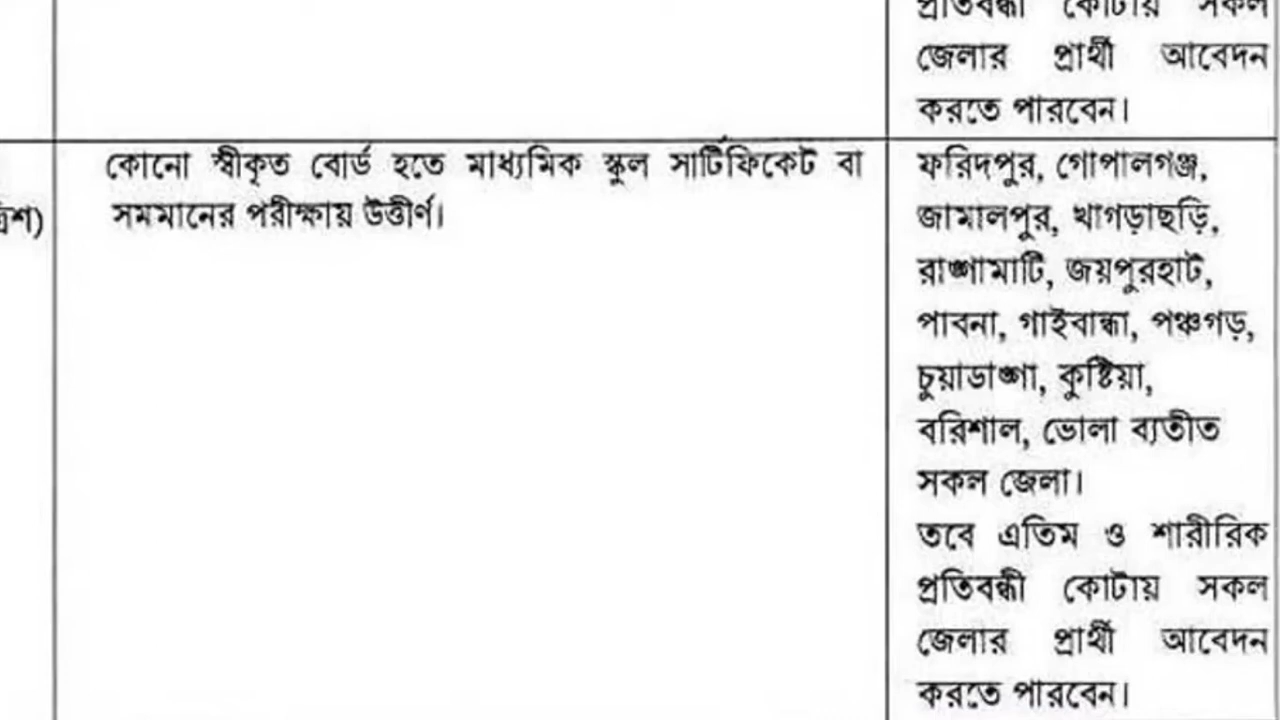 প্রতিবন্ধী কোটায় সকল
জেলার প্রার্থী আবেদন
করতে পারবেন।
ত্রিশ)
কোনো স্বীকৃত বোর্ড হতে মাধ্যমিক স্কুল সার্টিফিকেট বা
সমমানের পরীক্ষায় উত্তীর্ণ।
ফরিদপুর, গোপালগঞ্জ,
জামালপুর, খাগড়াছড়ি,
রাঙ্গামাটি, জয়পুরহাট,
পাবনা, গাইবান্ধা, পঞ্চগড়,
চুয়াডাঙ্গা, কুষ্টিয়া,
বরিশাল, ভোলা ব্যতীত
সকল জেলা।
তবে এতিম ও শারীরিক
প্রতিবন্ধী কোটায় সকল
জেলার প্রার্থী আবেদন
করতে পারবেন।